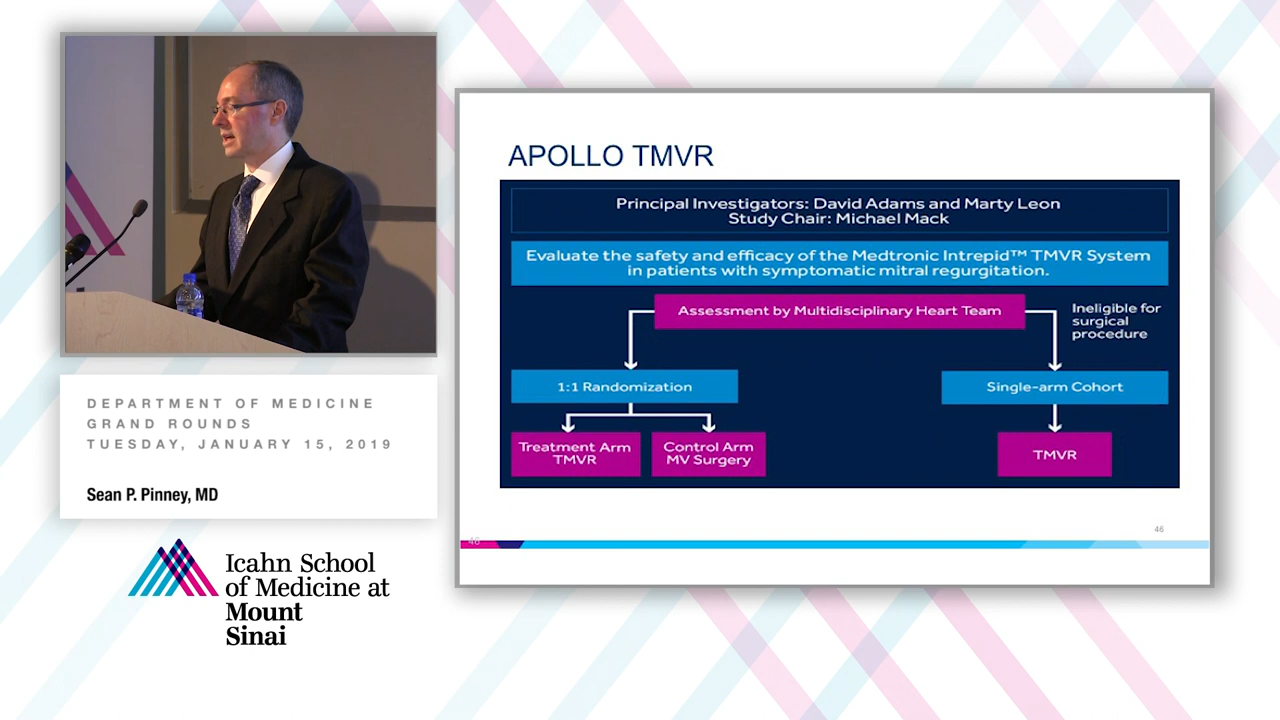 DEPARTMENT OF MEDICINE
GRAND ROUNDS
TUESDAY, JANUARY 15, 2019
Sean P. Pinney, MD
Icahn School
of Medicine at
Mount
Sinai
APOLLO TMVR
Principal Investigators: David Adams and Marty Leon
Study Chair: Michael Mack
Evaluate the safety and efficacy of the Medtronic Intrepid™ TMVR System
in patients with symptomatic mitral regurgitation.
Assessment by Multidisciplinary Heart Team
Ineligible for
surgical
procedure
1:1 Randomization
Single-arm Cohort
Treatment Arm
TMVR
Control Arm
MV Surgery
TMVR
46
46